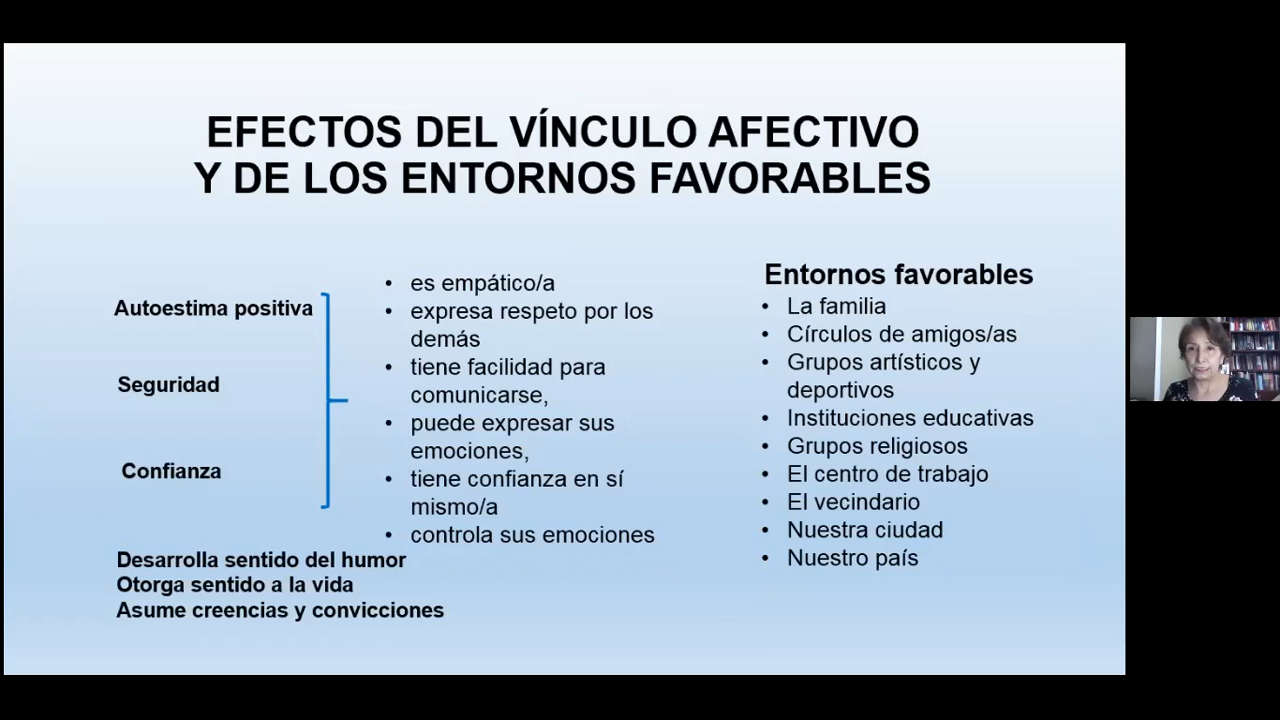 EFECTOS DEL VÍNCULO AFECTIVO
Y DE LOS ENTORNOS FAVORABLES
Autoestima positiva
Seguridad
Confianza
• es empático/a
• expresa respeto por los
demás
• tiene facilidad para
comunicarse,
• puede expresar sus
emociones,
• tiene confianza en sí
mismo/a
• controla sus emociones
Desarrolla sentido del humor
Otorga sentido a la vida
Asume creencias y convicciones
Entornos favorables
• La familia
• Círculos de amigos/as
• Grupos artísticos y
deportivos
• Instituciones educativas
• Grupos religiosos
• El centro de trabajo
• El vecindario
• Nuestra ciudad
• Nuestro país